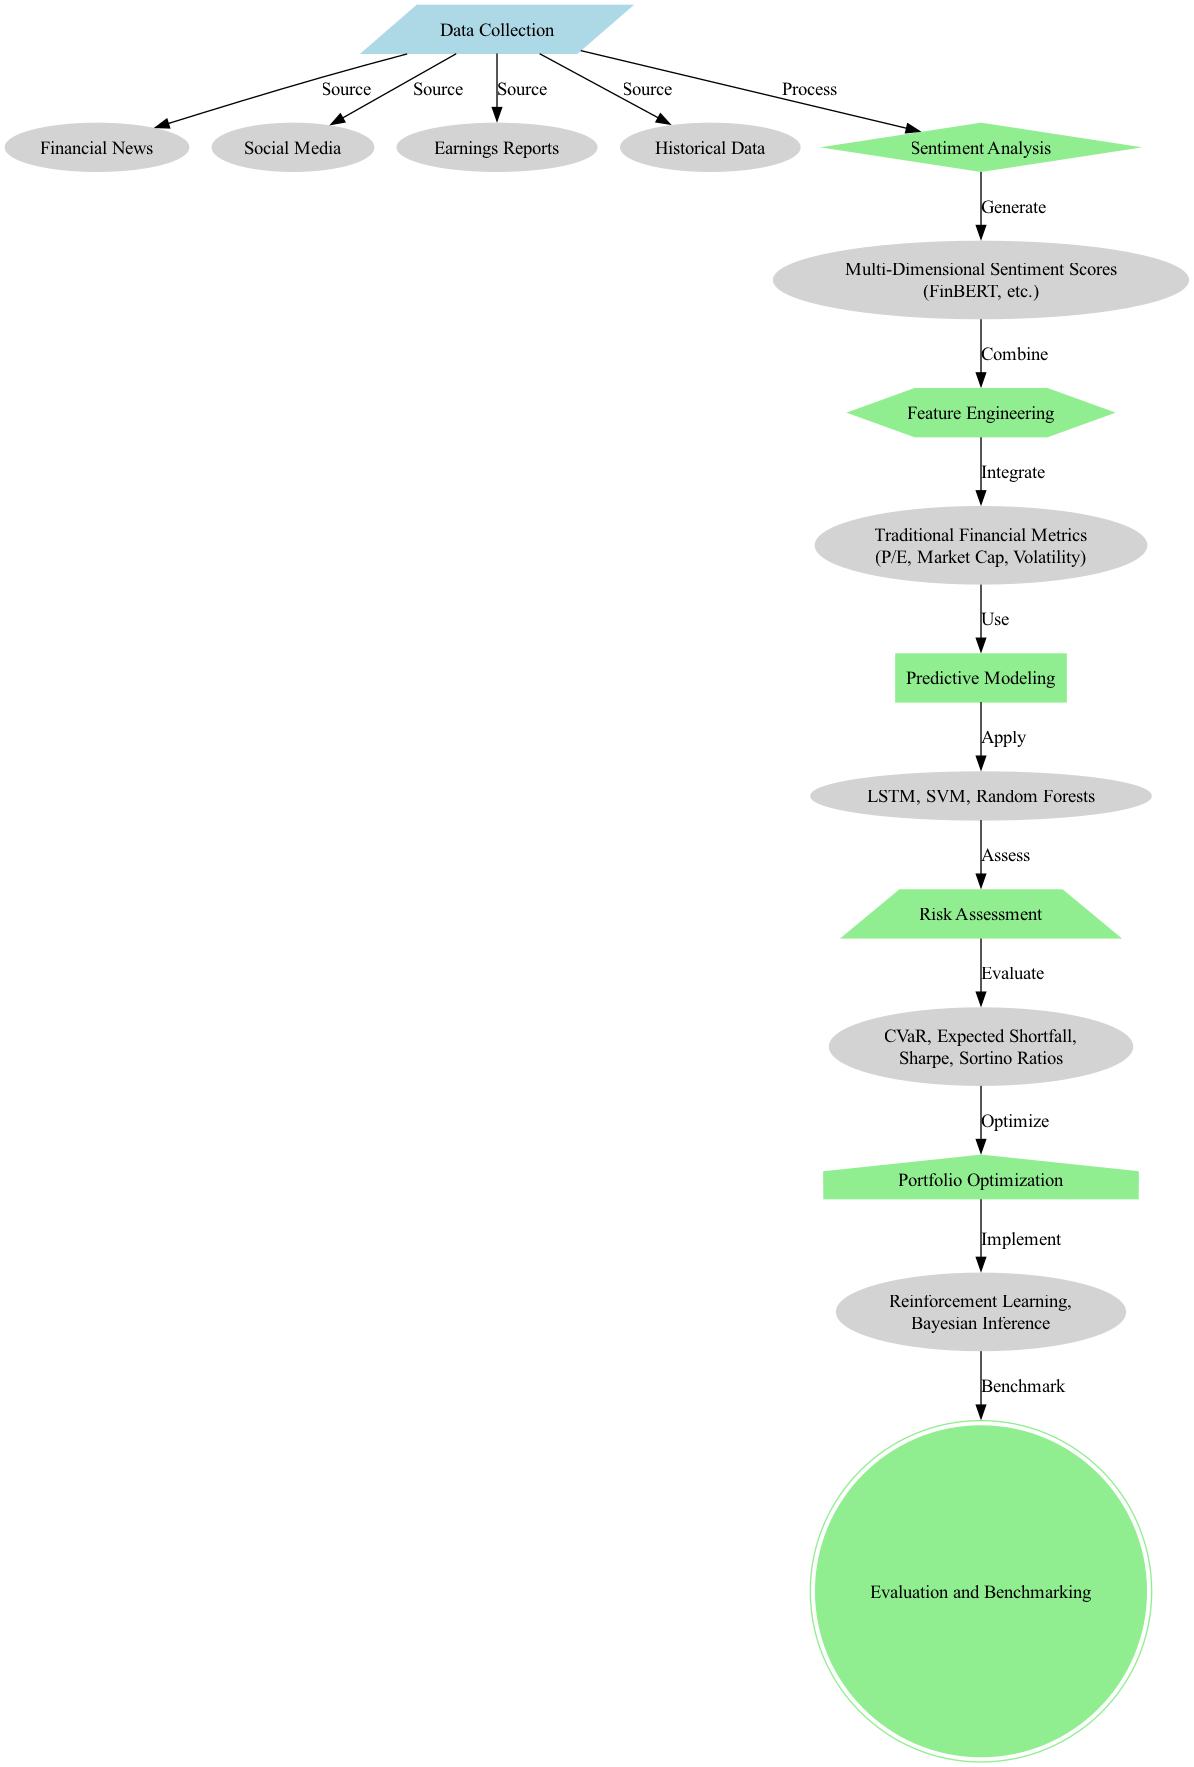 Data Collection
Source
Source
Source
Source
Process
Financial News
Social Media
Earnings Reports
Historical Data
Sentiment Analysis
Generate
Multi-Dimensional Sentiment Scores
(FinBERT, etc.)
Combine
Feature Engineering
Integrate
Traditional Financial Metrics
(P/E, Market Cap, Volatility)
Use
Predictive Modeling
Apply
LSTM, SVM, Random Forests
Assess
Risk Assessment
Evaluate
CVaR, Expected Shortfall,
Sharpe, Sortino Ratios
Optimize
Portfolio Optimization
Implement
Reinforcement Learning,
Bayesian Inference
Benchmark
Evaluation and Benchmarking